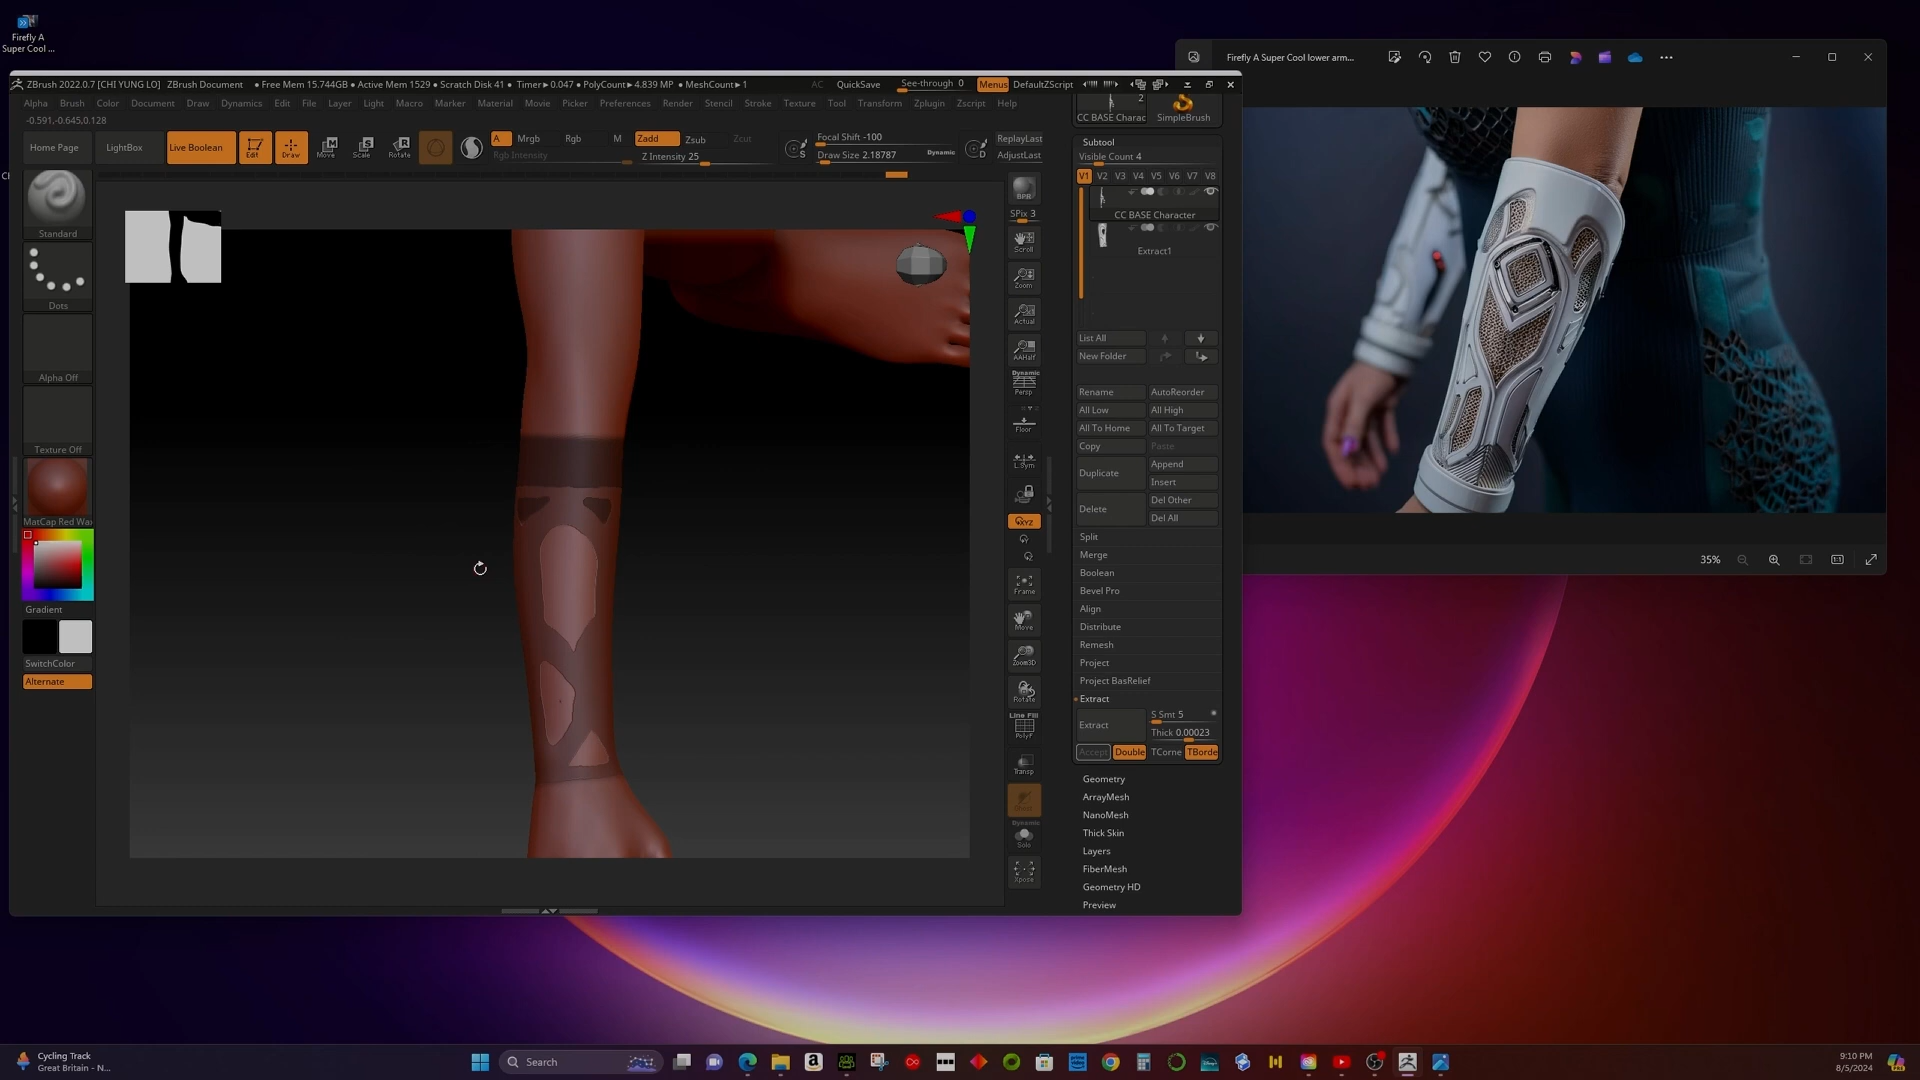 Firefly A
Super Cool ...
Firefly A Super Cool lower arm...
ZBrush 2022.0.7 [CHI YUNG LO] ZBrush Document • Free Mem 15.744GB • Active Mem 1529 • Scratch Disk 41 • Timer▸0.047 • PolyCount▸4.839 MP • MeshCount▸1 AC QuickSave See-through 0 Menus DefaultZScript
Alpha Brush Color Document Draw Dynamics Edit File Layer Light Macro Marker Material Movie Picker Preferences Render Stencil Stroke Texture Tool Transform Zplugin Zscript Help
-0.591,-0.645,0.128
Home Page LightBox Live Boolean Edit Draw Move Scale Rotate
A Mrgb Rgb M Zadd Zsub Zcut
Rgb Intensity Z Intensity 25
Focal Shift -100
Draw Size 2.18787 Dynamic
ReplayLast
AdjustLast
2
CC BASE Charac SimpleBrush
Subtool
Visible Count 4
V1 V2 V3 V4 V5 V6 V7 V8
CC BASE Character
Extract1
List All
New Folder
Rename AutoReorder
All Low All High
All To Home All To Target
Copy Paste
Duplicate Append
Insert
Delete Del Other
Del All
Split
Merge
Boolean
Bevel Pro
Align
Distribute
Remesh
Project
Project BasRelief
Extract
Extract S Smt 5
Thick 0.00023
Accept Double TCorne TBorde
Geometry
ArrayMesh
NanoMesh
Thick Skin
Layers
FiberMesh
Geometry HD
Preview
Standard
Dots
Alpha Off
Texture Off
MatCap Red Wax
Gradient
SwitchColor
Alternate
BPR
SPix 3
Scroll
Zoom
Actual
AAHalf
Dynamic
Persp
Floor
L.Sym
XYZ
Frame
Move
Zoom3D
Rotate
Line Fill
PolyF
Transp
Ghost
Dynamic
Solo
Xpose
35%
Cycling Track
Great Britain - N...
Search
9:10 PM
8/5/2024